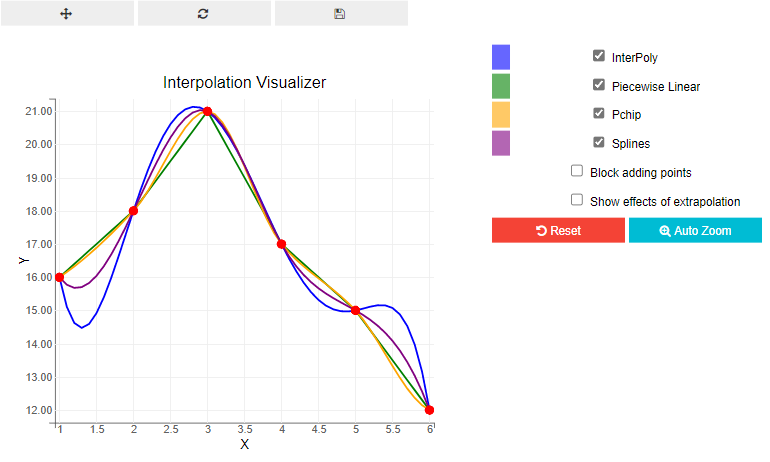 InterPoly
Interpolation Visualizer
Piecewise Linear
Pchip
Splines
Block adding points
Show effects of extrapolation
Reset
Auto Zoom
21.00
20.00
19.00
18.00
17.00
16.00
15.00
14.00
13.00
12.00
Y
1 1.5 2 2.5 3 3.5 4 4.5 5 5.5 6
X